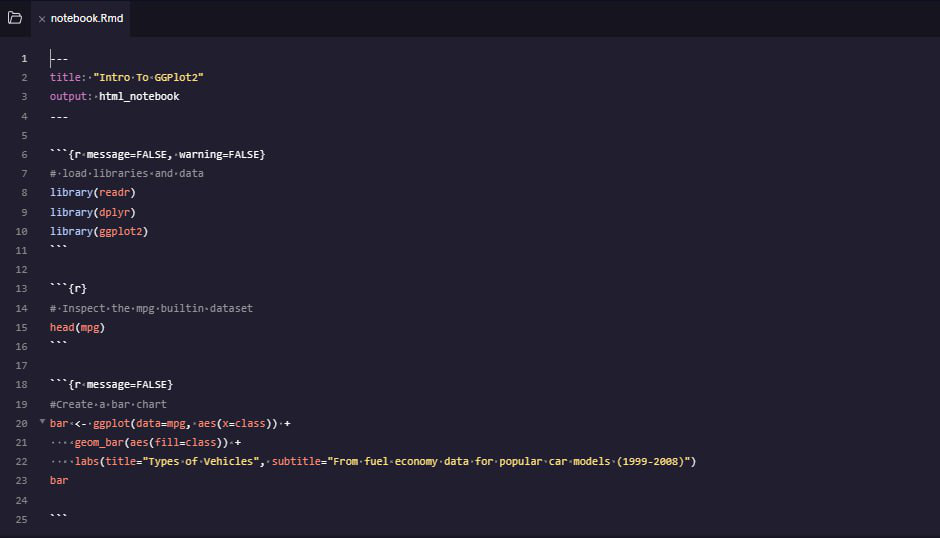 notebook.Rmd
1 ---
2 title: "Intro To GGPlot2"
3 output: html_notebook
4 ---
5
6 ```{r message=FALSE, warning=FALSE}
7 # load libraries and data
8 library(readr)
9 library(dplyr)
10 library(ggplot2)
11 ```
12
13 ```{r}
14 # Inspect the mpg builtin dataset
15 head(mpg)
16 ```
17
18 ```{r message=FALSE}
19 #Create a bar chart
20 bar <- ggplot(data=mpg, aes(x=class)) +
21     geom_bar(aes(fill=class)) +
22     labs(title="Types of Vehicles", subtitle="From fuel economy data for popular car models (1999-2008)")
23 bar
24
25 ```